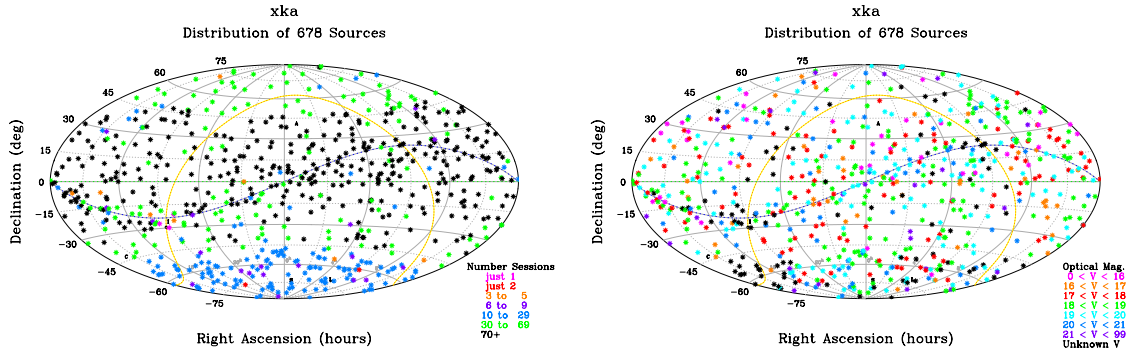 xka
Distribution of 678 Sources
75
60
45
30
15
0
-15
-30
-45
-60
-75
Declination (deg)
Right Ascension (hours)
A
C
Number Sessions
just 1
just 2
3 to 5
6 to 9
10 to 29
30 to 69
70+
xka
Distribution of 678 Sources
75
60
45
30
15
0
-15
-30
-45
-60
-75
Declination (deg)
Right Ascension (hours)
A
C
Optical Mag.
0 < V < 16
16 < V < 17
17 < V < 18
18 < V < 19
19 < V < 20
20 < V < 21
21 < V < 99
Unknown V